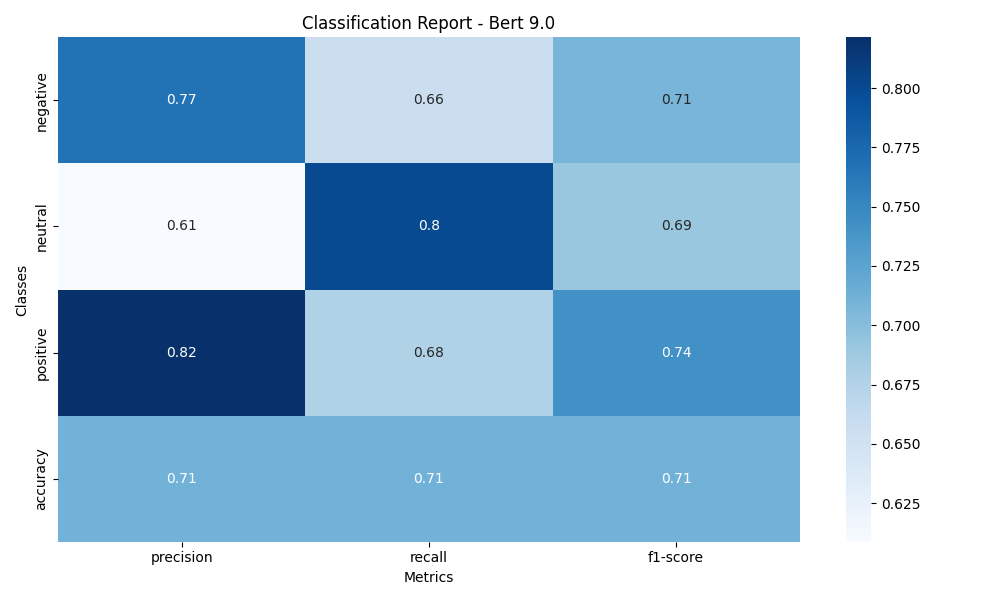 Classification Report - Bert 9.0
Classes
negative
0.77 0.66 0.71
neutral
0.61 0.8 0.69
positive
0.82 0.68 0.74
accuracy
0.71 0.71 0.71
precision recall f1-score
Metrics
0.800
0.775
0.750
0.725
0.700
0.675
0.650
0.625